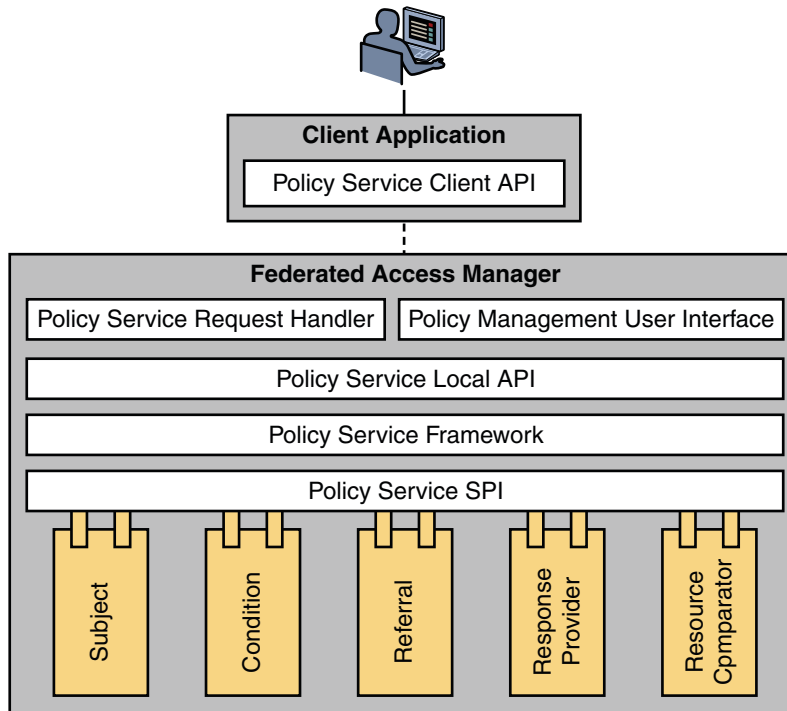 Client Application
Policy Service Client API
Federated Access Manager
Policy Service Request Handler
Policy Management User Interface
Policy Service Local API
Policy Service Framework
Policy Service SPI
Subject
Condition
Referral
Response
Provider
Resource
Cpmparator